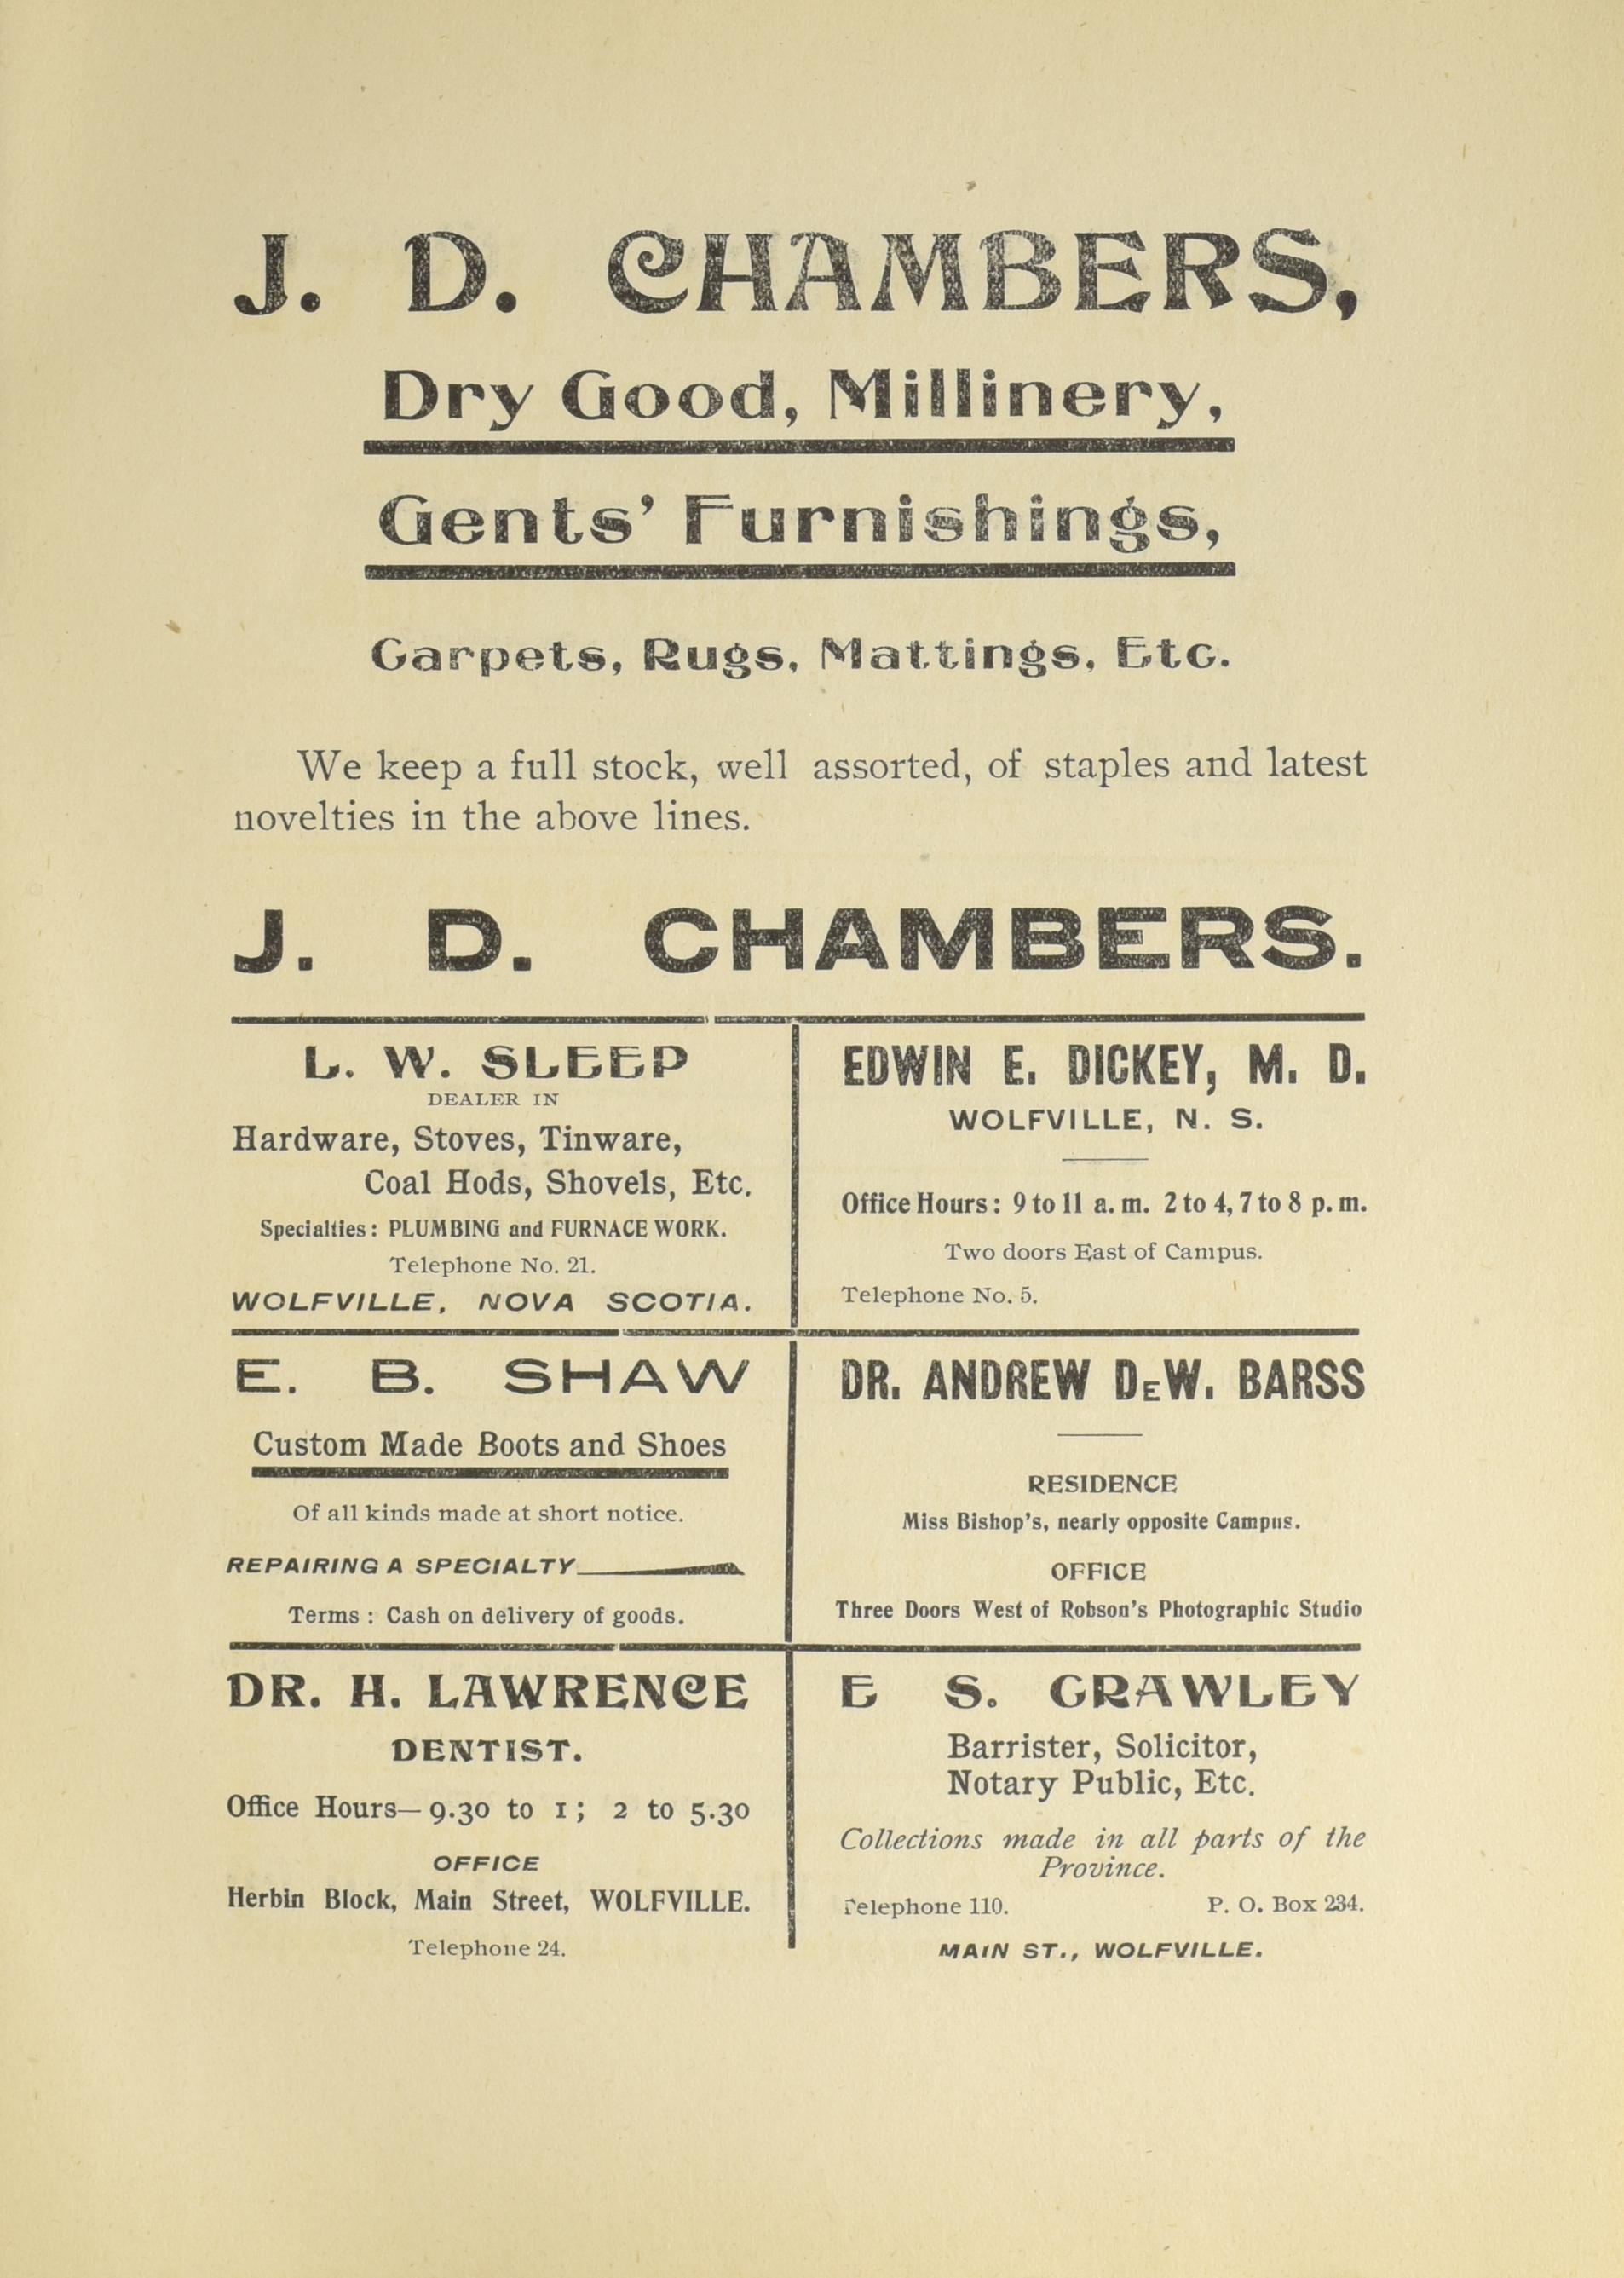 J. D. CHAMBERS,
Dry Good, Millinery,
Gents' Furnishings,
Carpets, Rugs, Mattings, Etc.
We keep a full stock, well assorted, of staples and latest
novelties in the above lines.
J. D. CHAMBERS.
L. W. SLEEP
DEALER IN
Hardware, Stoves, Tinware,
Coal Hods, Shovels, Etc.
Specialties: PLUMBING and FURNACE WORK.
Telephone No. 21.
WOLFVILLE, NOVA SCOTIA.
EDWIN E. DICKEY, M. D.
WOLFVILLE, N. S.
Office Hours: 9 to 11 a. m. 2 to 4, 7 to 8 p. m.
Two doors East of Campus.
Telephone No. 5.
E. B. SHAW
Custom Made Boots and Shoes
Of all kinds made at short notice.
REPAIRING A SPECIALTY
Terms: Cash on delivery of goods.
DR. ANDREW DeW. BARSS
RESIDENCE
Miss Bishop's, nearly opposite Campus.
OFFICE
Three Doors West of Robson's Photographic Studio
DR. H. LAWRENCE
DENTIST.
Office Hours—9.30 to 1; 2 to 5.30
OFFICE
Herbin Block, Main Street, WOLFVILLE.
Telephone 24.
E S. CRAWLEY
Barrister, Solicitor,
Notary Public, Etc.
Collections made in all parts of the
Province.
Telephone 110. P. O. Box 234.
MAIN ST., WOLFVILLE.